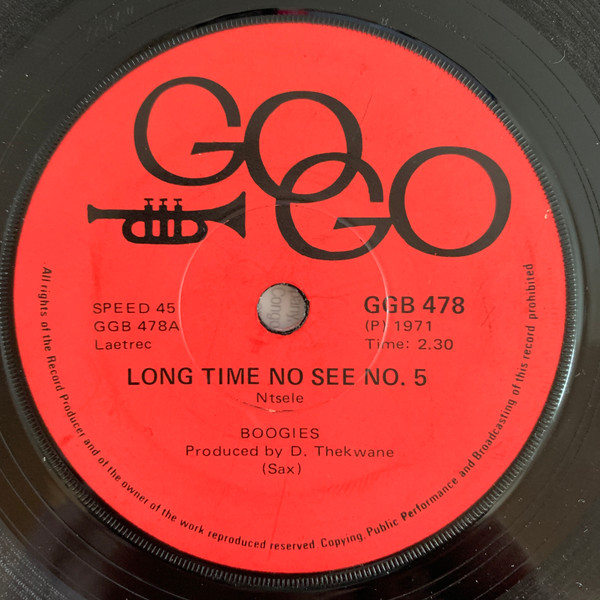 GO GO
SPEED 45
GGB 478A
Laetrec
GGB 478
(P) 1971
Time: 2.30
LONG TIME NO SEE NO. 5
Ntsele
BOOGIES
Produced by D. Thekwane
(Sax)
All rights of the Record Producer and of the owner of the work reproduced reserved. Copying, Public Performance and Broadcasting of this record prohibited